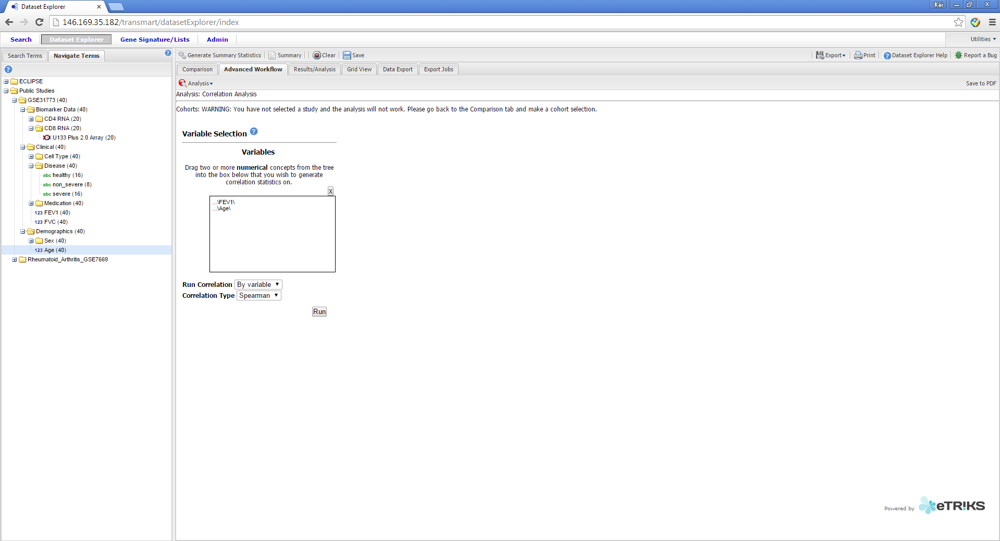 Dataset Explorer
Kai
146.169.35.182/transmart/datasetExplorer/index
Search
Dataset Explorer
Gene Signature/Lists
Admin
Utilities
Search Terms
Navigate Terms
Generate Summary Statistics
Summary
Clear
Save
Export
Print
Dataset Explorer Help
Report a Bug
Comparison
Advanced Workflow
Results/Analysis
Grid View
Data Export
Export Jobs
Analysis
Save to PDF
ECLIPSE
Public Studies
GSE31773 (40)
Biomarker Data (40)
CD4 RNA (20)
CD8 RNA (20)
U133 Plus 2.0 Array (20)
Clinical (40)
Cell Type (40)
Disease (40)
abc healthy (16)
abc non_severe (8)
abc severe (16)
Medication (40)
123 FEV1 (40)
123 FVC (40)
Demographics (40)
Sex (40)
123 Age (40)
Rheumatoid_Arthritis_GSE7669
Analysis: Correlation Analysis
Cohorts: WARNING: You have not selected a study and the analysis will not work. Please go back to the Comparison tab and make a cohort selection.
Variable Selection
Variables
Drag two or more numerical concepts from the tree
into the box below that you wish to generate
correlation statistics on.
X
...\FEV1\
...\Age\
Run Correlation By variable
Correlation Type Spearman
Run
Powered by eTRIKS